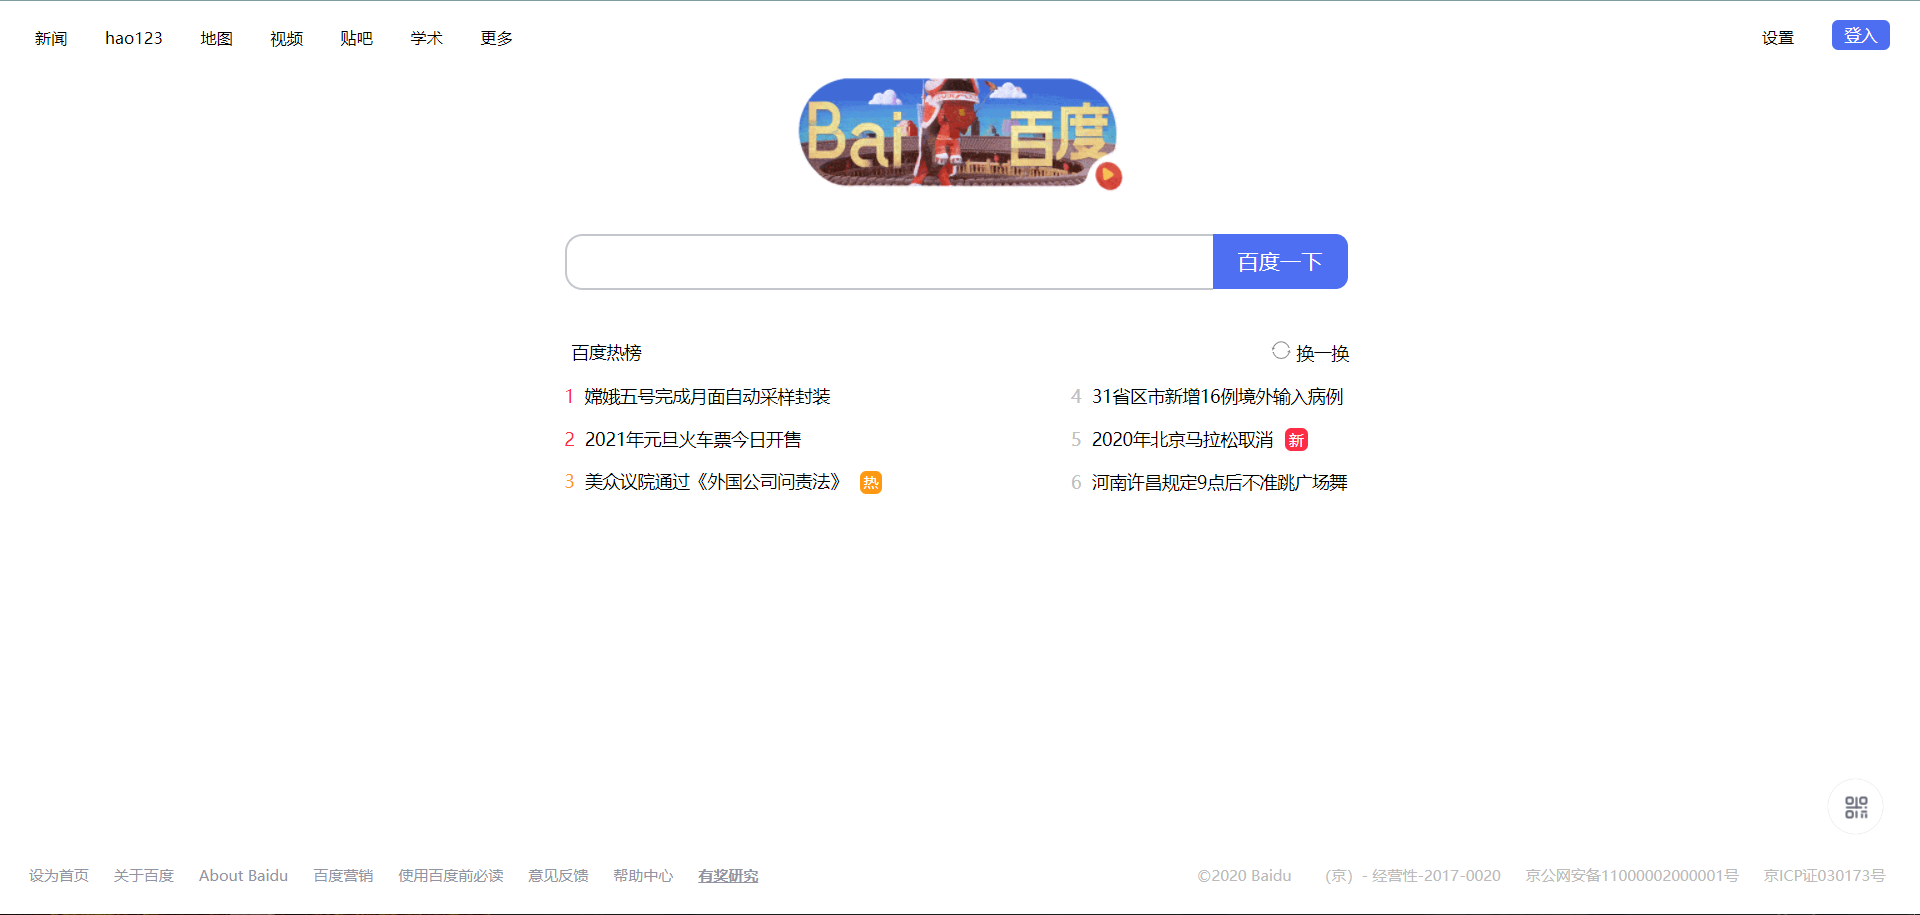 新闻 hao123 地图 视频 贴吧 学术 更多 设置 登入
Bai 百度
百度一下
百度热榜 换一换
1 嫦娥五号完成月面自动采样封装
2 2021年元旦火车票今日开售
3 美众议院通过《外国公司问责法》 热
4 31省区市新增16例境外输入病例
5 2020年北京马拉松取消 新
6 河南许昌规定9点后不准跳广场舞
设为首页 关于百度 About Baidu 百度营销 使用百度前必读 意见反馈 帮助中心 有奖研究 ©2020 Baidu （京）- 经营性-2017-0020 京公网安备11000002000001号 京ICP证030173号